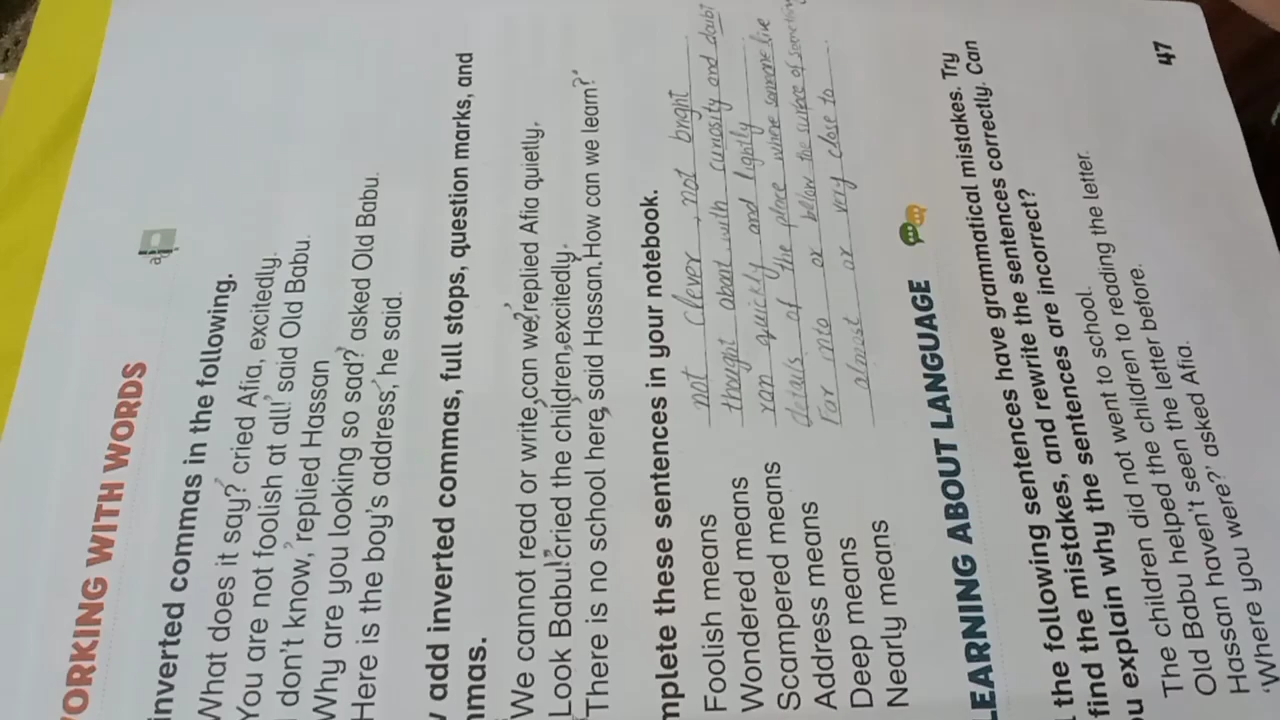 WORKING WITH WORDS
inverted commas in the following.
What does it say?' cried Afia, excitedly.
You are not foolish at all!' said Old Babu.
I don't know,' replied Hassan
Why are you looking so sad?' asked Old Babu.
Here is the boy's address,' he said.
add inverted commas, full stops, question marks, and
mmas.
We cannot read or write, can we?' replied Afia quietly.
Look Babu!' cried the children, excitedly.
'There is no school here, said Hassan. How can we learn?'
mplete these sentences in your notebook.
Foolish means not clever, not bright
Wondered means thought about with curiosity and doubt
Scampered means ran quickly and lightly
Address means details of the place where someone live
Deep means Far into or below the surfece of something
Nearly means almost or very close to
LEARNING ABOUT LANGUAGE
the following sentences have grammatical mistakes. Try
find the mistakes, and rewrite the sentences correctly. Can
u explain why the sentences are incorrect?
The children did not went to school.
Old Babu helped the children to reading the letter.
Hassan haven't seen the letter before.
'Where you were?' asked Afia.
47